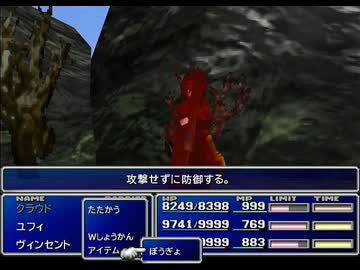 攻撃せずに防御する。
NAME HP MP LIMIT TIME
クラウド 8249/8398 999
ユフィ 9741/9999 769
ヴィンセント 9999 883
たたかう
Wしょうかん
アイテム
ぼうぎょ